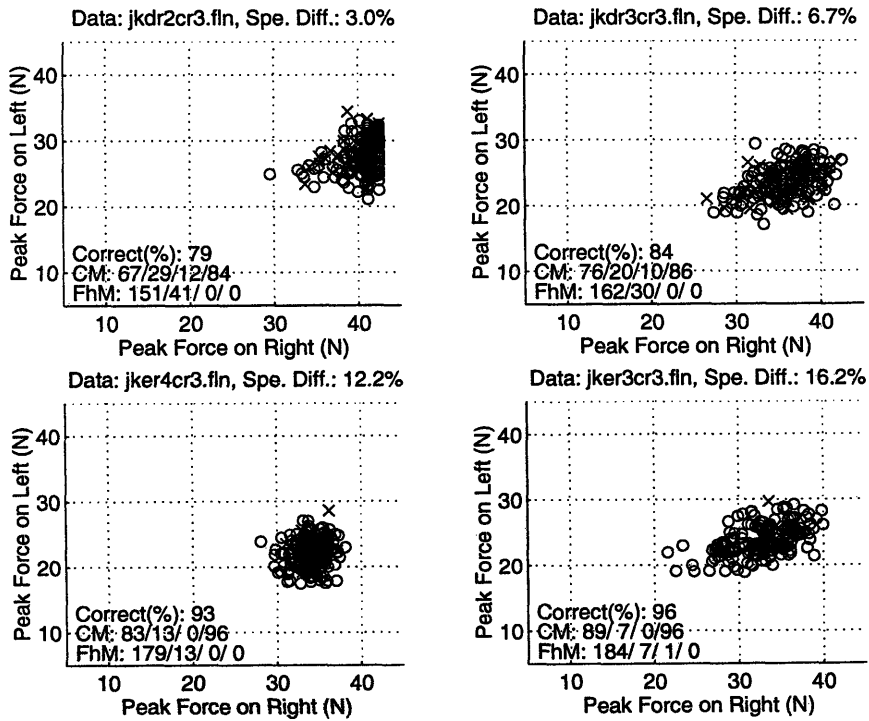 Data: jkdr2cr3.fln, Spe. Diff.: 3.0%
40
30
20
10
Peak Force on Left (N)
Correct(%): 79
CM: 67/29/12/84
FhM: 151/41/ 0/ 0
10 20 30 40
Peak Force on Right (N)
Data: jkdr3cr3.fln, Spe. Diff.: 6.7%
40
30
20
10
Peak Force on Left (N)
Correct(%): 84
CM: 76/20/10/86
FhM: 162/30/ 0/ 0
10 20 30 40
Peak Force on Right (N)
Data: jker4cr3.fln, Spe. Diff.: 12.2%
40
30
20
10
Peak Force on Left (N)
Correct(%): 93
CM: 83/13/ 0/96
FhM: 179/13/ 0/ 0
10 20 30 40
Peak Force on Right (N)
Data: jker3cr3.fln, Spe. Diff.: 16.2%
40
30
20
10
Peak Force on Left (N)
Correct(%): 96
CM: 89/ 7/ 0/96
FhM: 184/ 7/ 1/ 0
10 20 30 40
Peak Force on Right (N)